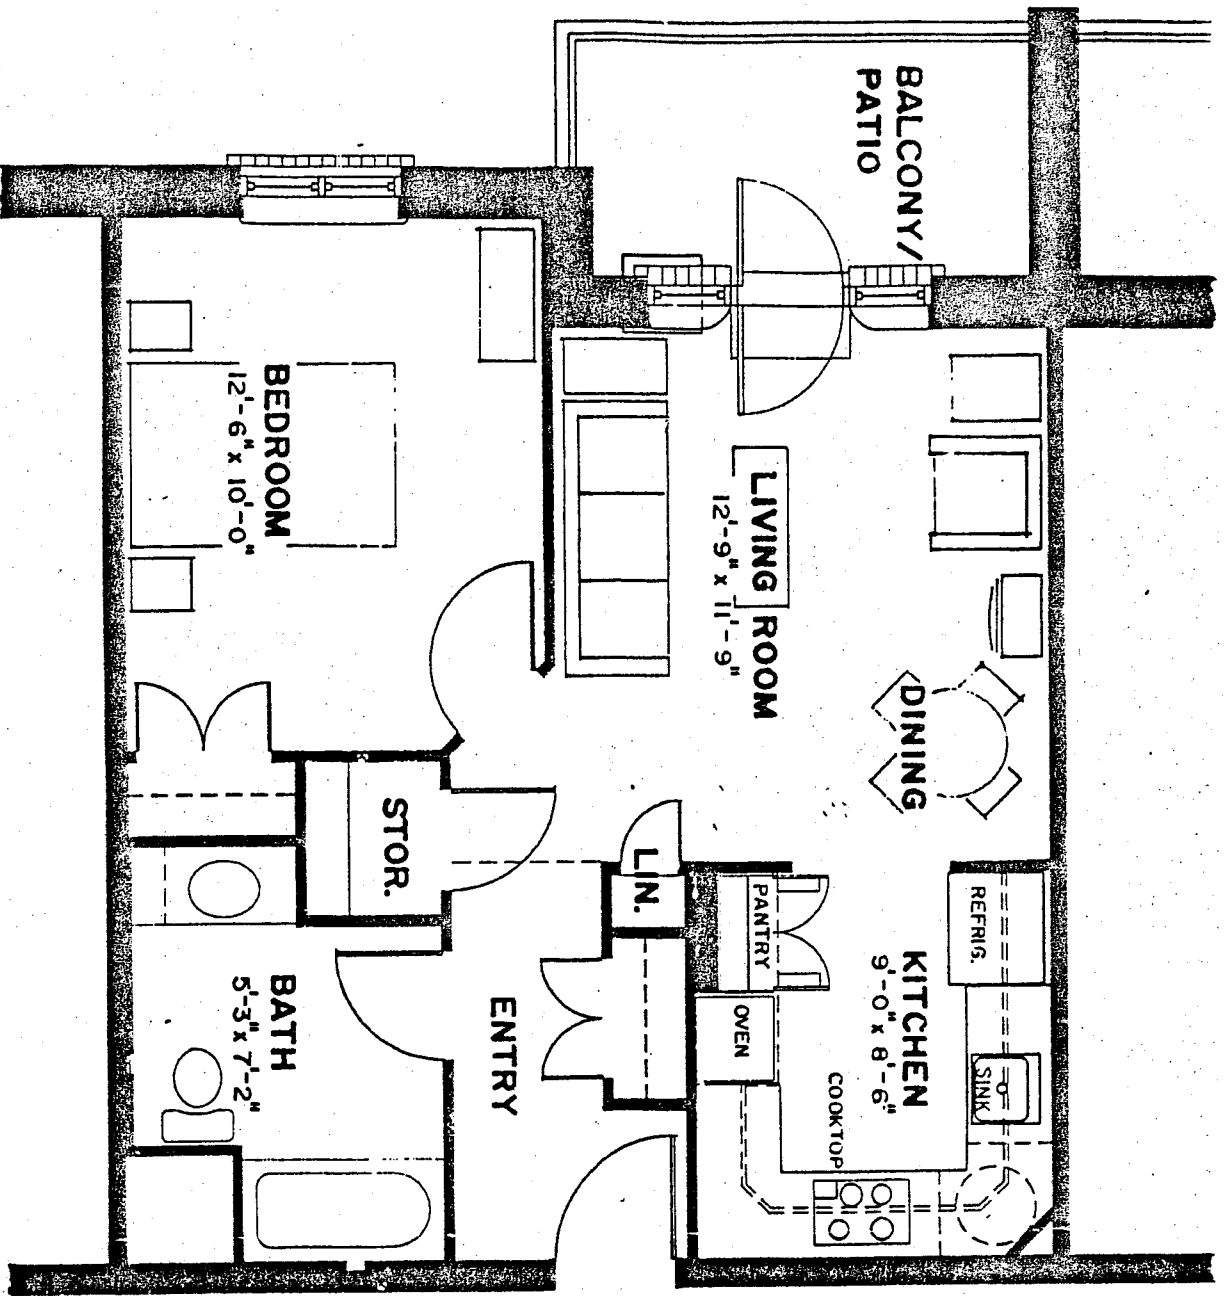 BALCONY/
PATIO
BEDROOM
12'-6" x 10'-0"
LIVING ROOM
12'-9" x 11'-9"
DINING
STOR.
LIN.
PANTRY
REFRIG.
KITCHEN
9'-0" x 8'-6"
OVEN
SINK
COOKTOP
ENTRY
BATH
5'-3" x 7'-2"